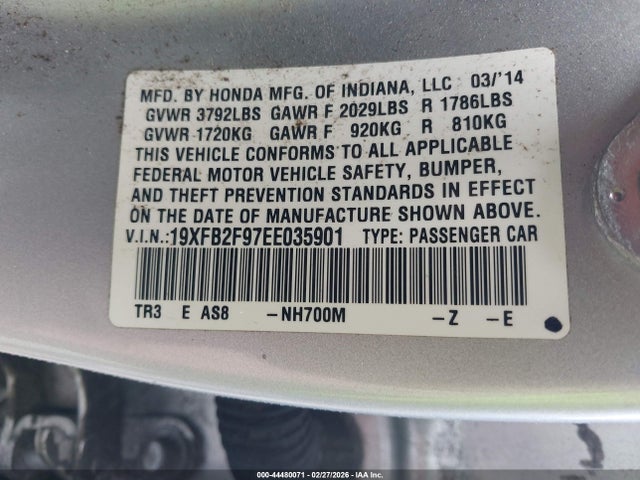 MFD. BY HONDA MFG. OF INDIANA, LLC 03/'14
GVWR 3792LBS GAWR F 2029LBS R 1786LBS
GVWR 1720KG GAWR F 920KG R 810KG
THIS VEHICLE CONFORMS TO ALL APPLICABLE
FEDERAL MOTOR VEHICLE SAFETY, BUMPER,
AND THEFT PREVENTION STANDARDS IN EFFECT
ON THE DATE OF MANUFACTURE SHOWN ABOVE.
V.I.N.:19XFB2F97EE035901 TYPE: PASSENGER CAR
TR3 E AS8 -NH700M -Z -E
000-44480071 - 02/27/2026 - IAA Inc.